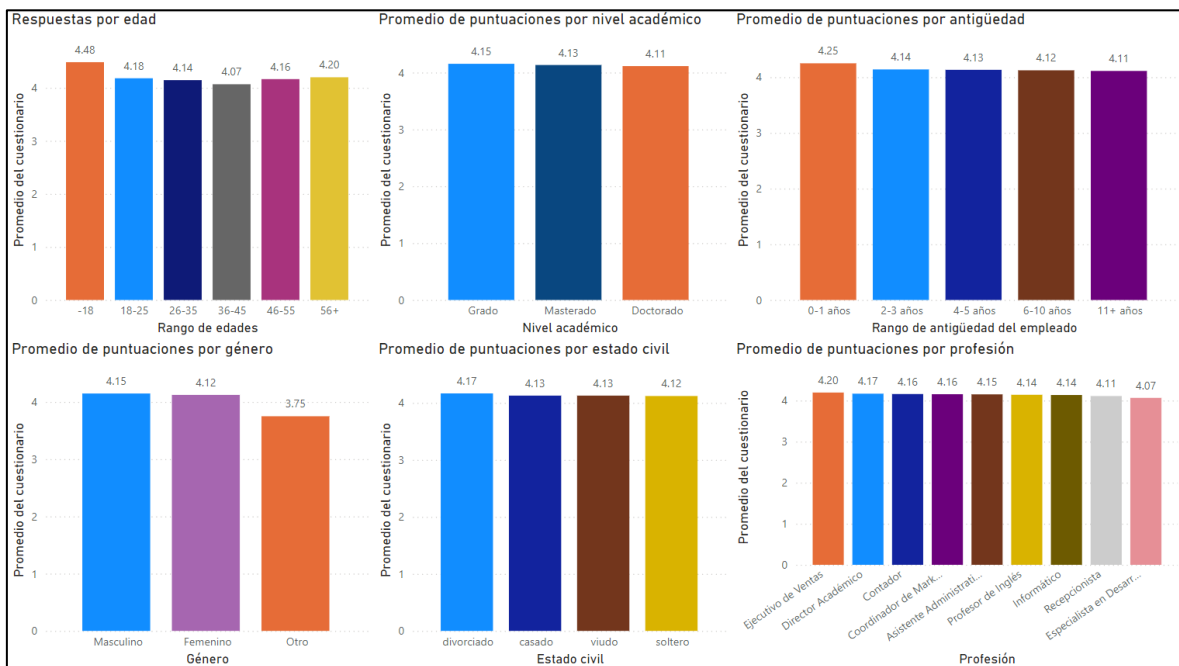 Respuestas por edad
4.48
4.18
4.14
4.07
4.16
4.20
4
3
2
1
0
Promedio del cuestionario
-18
18-25
26-35
36-45
46-55
56+
Rango de edades
Promedio de puntuaciones por nivel académico
4.15
4.13
4.11
4
3
2
1
0
Promedio del cuestionario
Grado
Masterado
Doctorado
Nivel académico
Promedio de puntuaciones por antigüedad
4.25
4.14
4.13
4.12
4.11
4
3
2
1
0
Promedio del cuestionario
0-1 años
2-3 años
4-5 años
6-10 años
11+ años
Rango de antigüedad del empleado
Promedio de puntuaciones por género
4.15
4.12
3.75
4
3
2
1
0
Promedio del cuestionario
Masculino
Femenino
Otro
Género
Promedio de puntuaciones por estado civil
4.17
4.13
4.13
4.12
4
3
2
1
0
Promedio del cuestionario
divorciado
casado
viudo
soltero
Estado civil
Promedio de puntuaciones por profesión
4.20
4.17
4.16
4.16
4.15
4.14
4.14
4.11
4.07
4
3
2
1
0
Promedio del cuestionario
Ejecutivo de Ventas
Director Académico
Contador
Coordinador de Mark...
Asistente Administrati...
Profesor de Inglés
Informático
Recepcionista
Especialista en Desarr...
Profesión